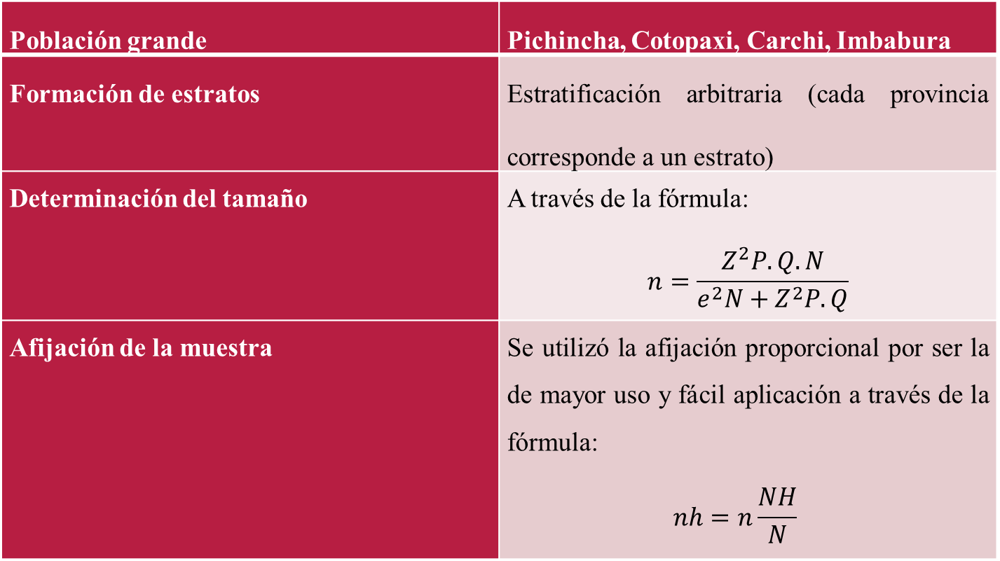 Población grande
Pichincha, Cotopaxi, Carchi, Imbabura
Formación de estratos
Estratificación arbitraria (cada provincia
corresponde a un estrato)
Determinación del tamaño
A través de la fórmula:
n = \frac{Z^2 P. Q. N}{e^2 N + Z^2 P. Q}
Afijación de la muestra
Se utilizó la afijación proporcional por ser la
de mayor uso y fácil aplicación a través de la
fórmula:
nh = n \frac{NH}{N}